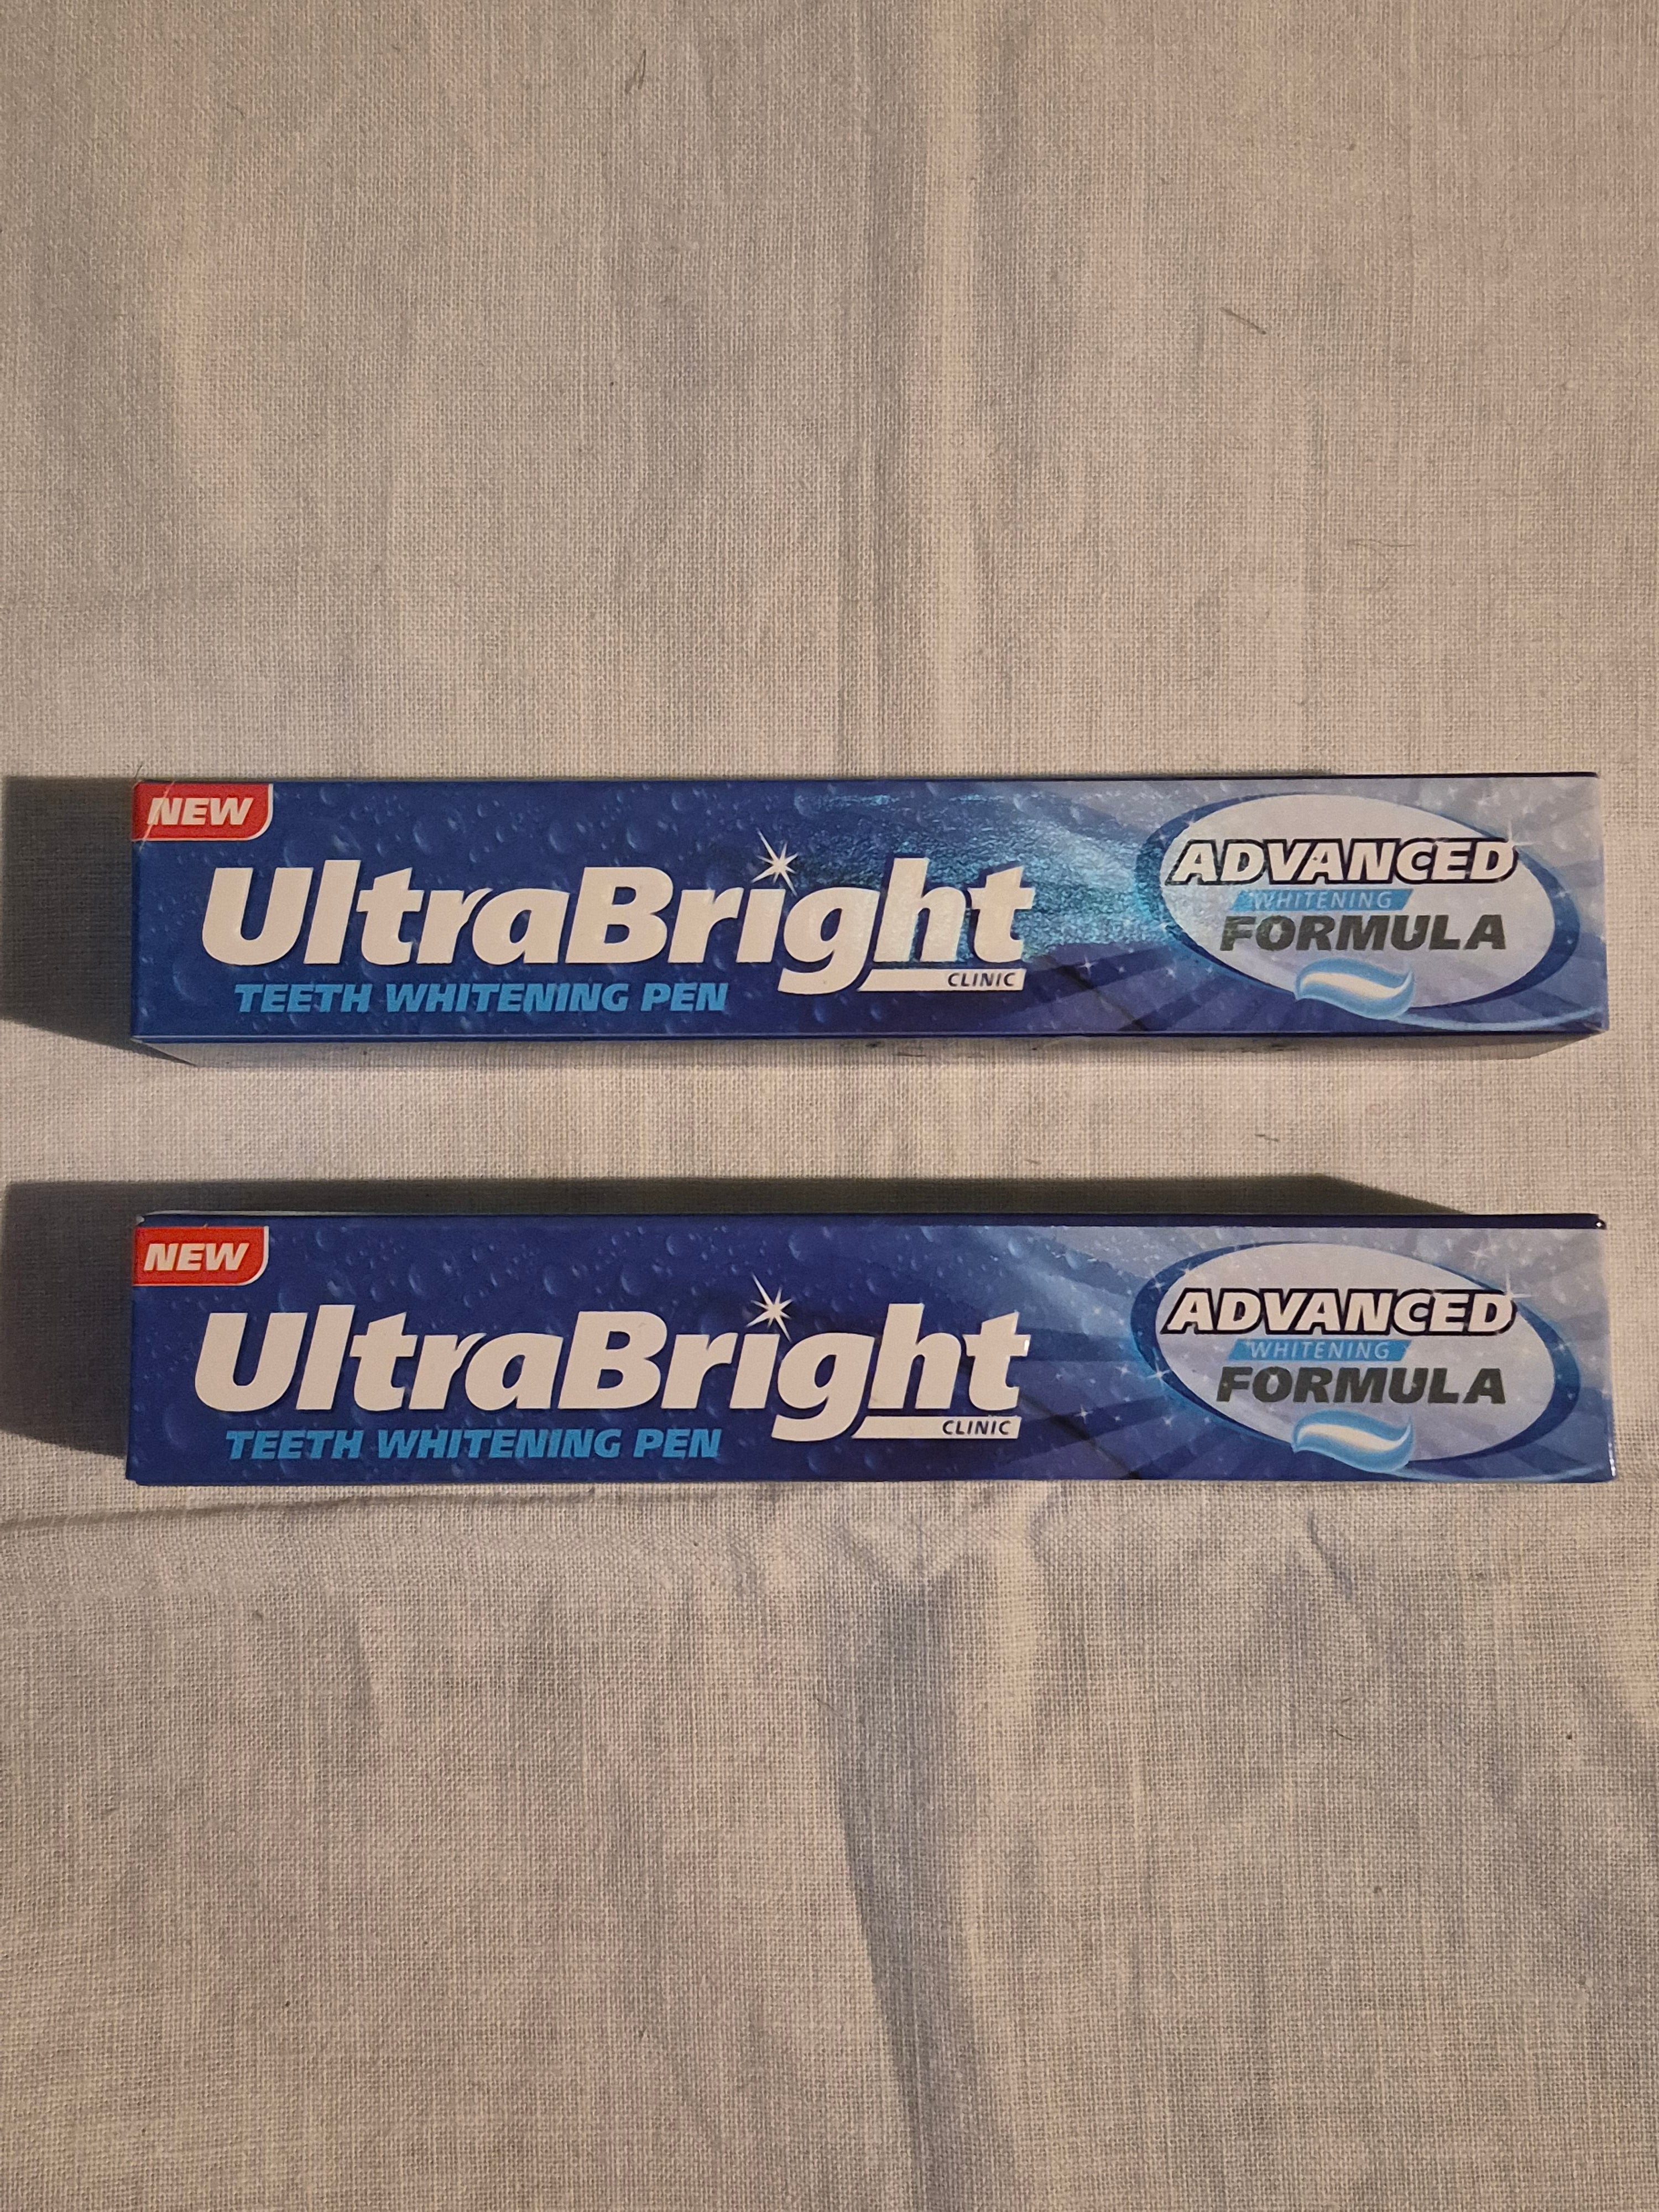 NEW
UltraBright
CLINIC
TEETH WHITENING PEN
ADVANCED
WHITENING
FORMULA
NEW
UltraBright
CLINIC
TEETH WHITENING PEN
ADVANCED
WHITENING
FORMULA